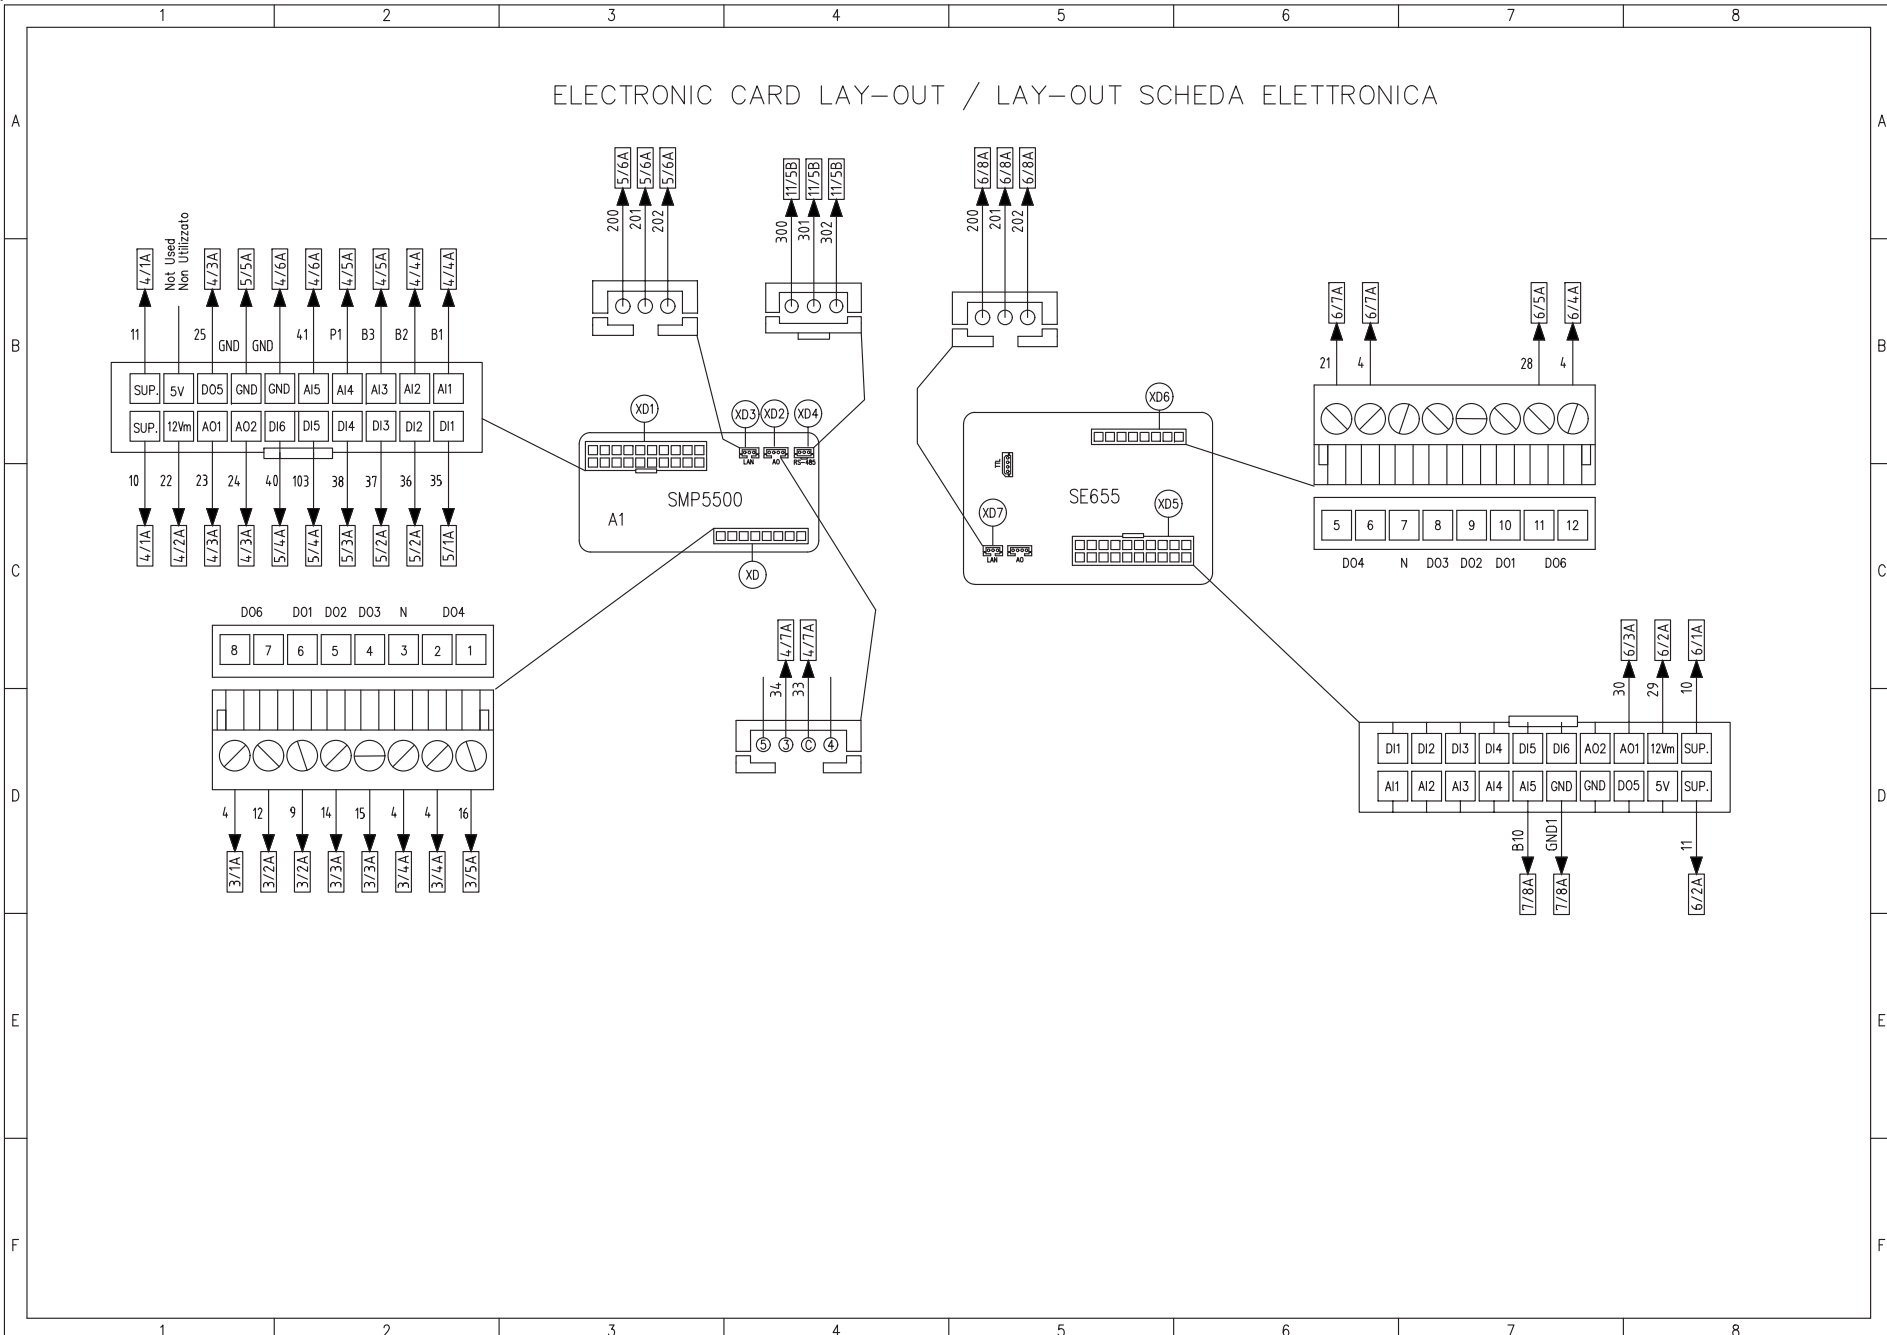 1 2 3 4 5 6 7 8
A A
ELECTRONIC CARD LAY-OUT / LAY-OUT SCHEDA ELETTRONICA
5/6A 5/6A 5/6A
200 201 202
11/5B 11/5B 11/5B
300 301 302
6/8A 6/8A 6/8A
200 201 202
4/1A Not Used Non Utilizzato 4/3A 5/5A 4/6A 4/6A 4/5A 4/5A 4/4A 4/4A
11 25 GND GND 41 P1 B3 B2 B1
B B
SUP. 5V DO5 GND GND AI5 AI4 AI3 AI2 AI1
SUP. 12Vm AO1 AO2 DI6 DI5 DI4 DI3 DI2 DI1
10 22 23 24 40 103 38 37 36 35
4/1A 4/2A 4/3A 4/3A 5/4A 5/4A 5/3A 5/2A 5/2A 5/1A
XD1 XD3 XD2 XD4
LAN AO RS-485
SMP5500
A1
XD
XD6
TTL
SE655
XD7 XD5
LAN AO
6/7A 6/7A 6/5A 6/4A
21 4 28 4
5 6 7 8 9 10 11 12
DO4 N DO3 DO2 DO1 DO6
C C
DO6 DO1 DO2 DO3 N DO4
8 7 6 5 4 3 2 1
4 12 9 14 15 4 4 16
3/1A 3/2A 3/2A 3/3A 3/3A 3/4A 3/4A 3/5A
4/7A 4/7A
34 33
5 3 C 4
6/3A 6/2A 6/1A
30 29 10
DI1 DI2 DI3 DI4 DI5 DI6 AO2 AO1 12Vm SUP.
AI1 AI2 AI3 AI4 AI5 GND GND DO5 5V SUP.
B10 GND1 11
7/8A 7/8A 6/2A
D D
E E
F F
1 2 3 4 5 6 7 8